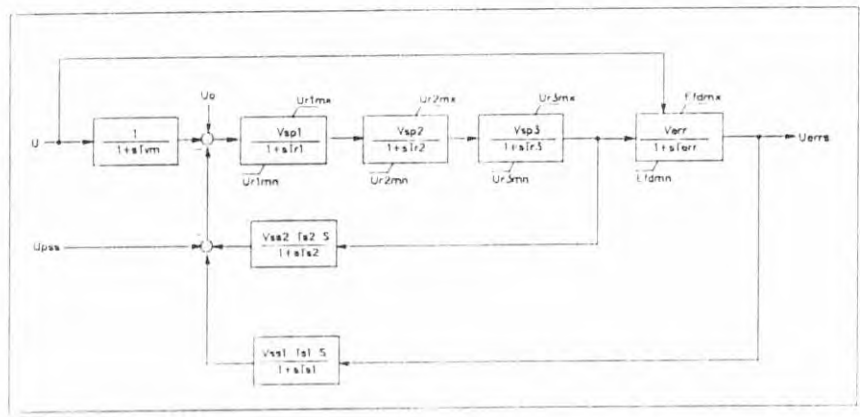 Uo
Ur1mx
Ur2mx
Ur3mx
Efdmx
U
1
1+sTvm
Vsp1
1+sTr1
Vsp2
1+sTr2
Vsp3
1+sTr3
Verr
1+sTerr
Uerrs
Ur1mn
Ur2mn
Ur3mn
Efdmn
Upss
Vss2 Ts2 S
1+sTs2
Vss1 Ts1 S
1+sTs1